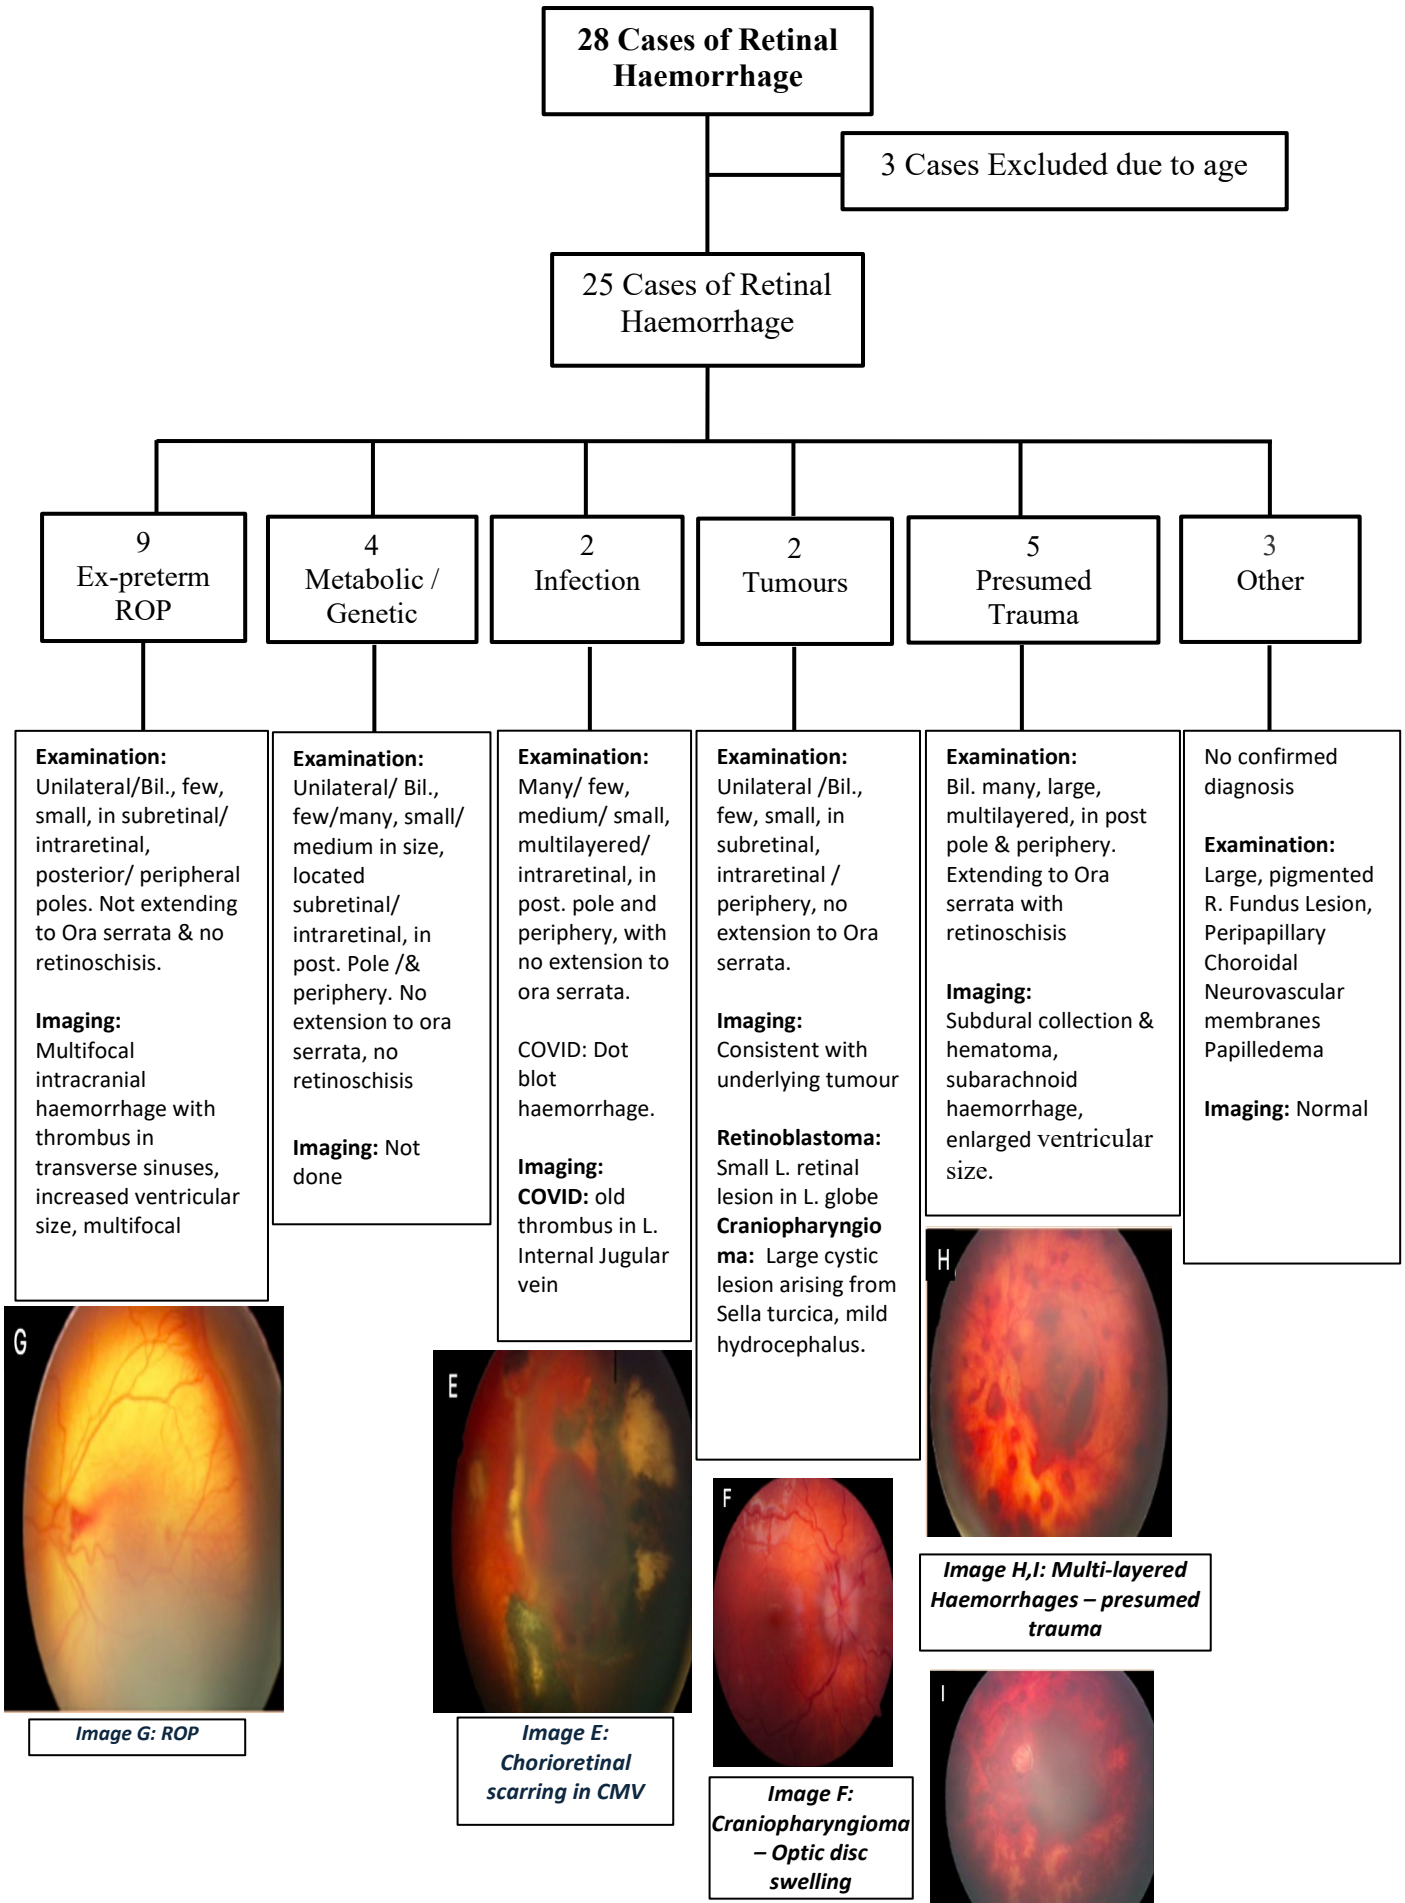 28 Cases of Retinal
Haemorrhage
3 Cases Excluded due to age
25 Cases of Retinal
Haemorrhage
9
Ex-preterm
ROP
4
Metabolic /
Genetic
2
Infection
2
Tumours
5
Presumed
Trauma
3
Other
Examination:
Unilateral/Bil., few,
small, in subretinal/
intraretinal,
posterior/ peripheral
poles. Not extending
to Ora serrata & no
retinoschisis.
Imaging:
Multifocal
intracranial
haemorrhage with
thrombus in
transverse sinuses,
increased ventricular
size, multifocal
Examination:
Unilateral/ Bil.,
few/many, small/
medium in size,
located
subretinal/
intraretinal, in
post. Pole /&
periphery. No
extension to ora
serrata, no
retinoschisis
Imaging: Not
done
Examination:
Many/ few,
medium/ small,
multilayered/
intraretinal, in
post. pole and
periphery, with
no extension to
ora serrata.
COVID: Dot
blot
haemorrhage.
Imaging:
COVID: old
thrombus in L.
Internal Jugular
vein
Examination:
Unilateral /Bil.,
few, small, in
subretinal,
intraretinal /
periphery, no
extension to Ora
serrata.
Imaging:
Consistent with
underlying tumour
Retinoblastoma:
Small L. retinal
lesion in L. globe
Craniopharyngio
ma: Large cystic
lesion arising from
Sella turcica, mild
hydrocephalus.
Examination:
Bil. many, large,
multilayered, in post
pole & periphery.
Extending to Ora
serrata with
retinoschisis
Imaging:
Subdural collection &
hematoma,
subarachnoid
haemorrhage,
enlarged ventricular
size.
No confirmed
diagnosis
Examination:
Large, pigmented
R. Fundus Lesion,
Peripapillary
Choroidal
Neurovascular
membranes
Papilledema
Imaging: Normal
G
Image G: ROP
E
Image E:
Chorioretinal
scarring in CMV
F
Image F:
Craniopharyngioma
– Optic disc
swelling
H
Image H,I: Multi-layered
Haemorrhages – presumed
trauma
I